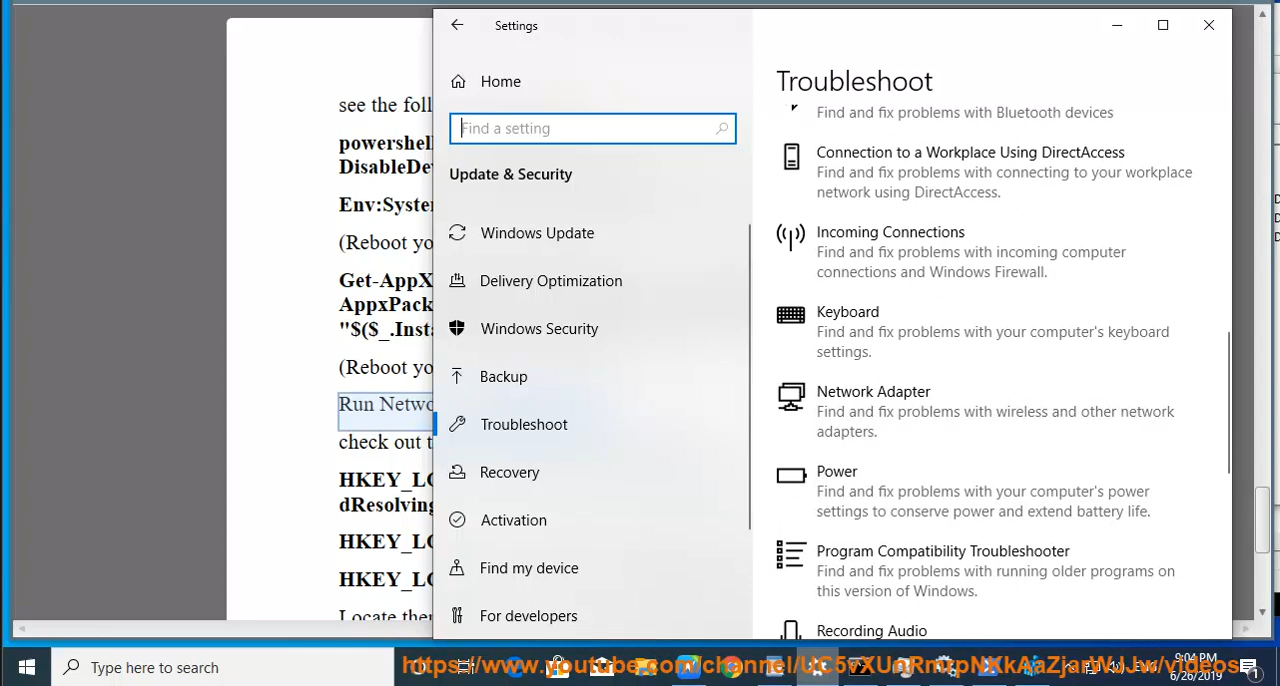 Settings
Home
Find a setting
Update & Security
Windows Update
Delivery Optimization
Windows Security
Backup
Troubleshoot
Recovery
Activation
Find my device
For developers
Troubleshoot
Find and fix problems with Bluetooth devices
Connection to a Workplace Using DirectAccess
Find and fix problems with connecting to your workplace
network using DirectAccess.
Incoming Connections
Find and fix problems with incoming computer
connections and Windows Firewall.
Keyboard
Find and fix problems with your computer's keyboard
settings.
Network Adapter
Find and fix problems with wireless and other network
adapters.
Power
Find and fix problems with your computer's power
settings to conserve power and extend battery life.
Program Compatibility Troubleshooter
Find and fix problems with running older programs on
this version of Windows.
Recording Audio
see the foll
powershell
DisableDev
Env:System
(Reboot yo
Get-AppX
AppxPack
"$($_.Insta
(Reboot yo
Run Netwo
check out t
HKEY_LO
dResolving
HKEY_LO
HKEY_LO
Locate the
Type here to search
9:04 PM
6/26/2019
1